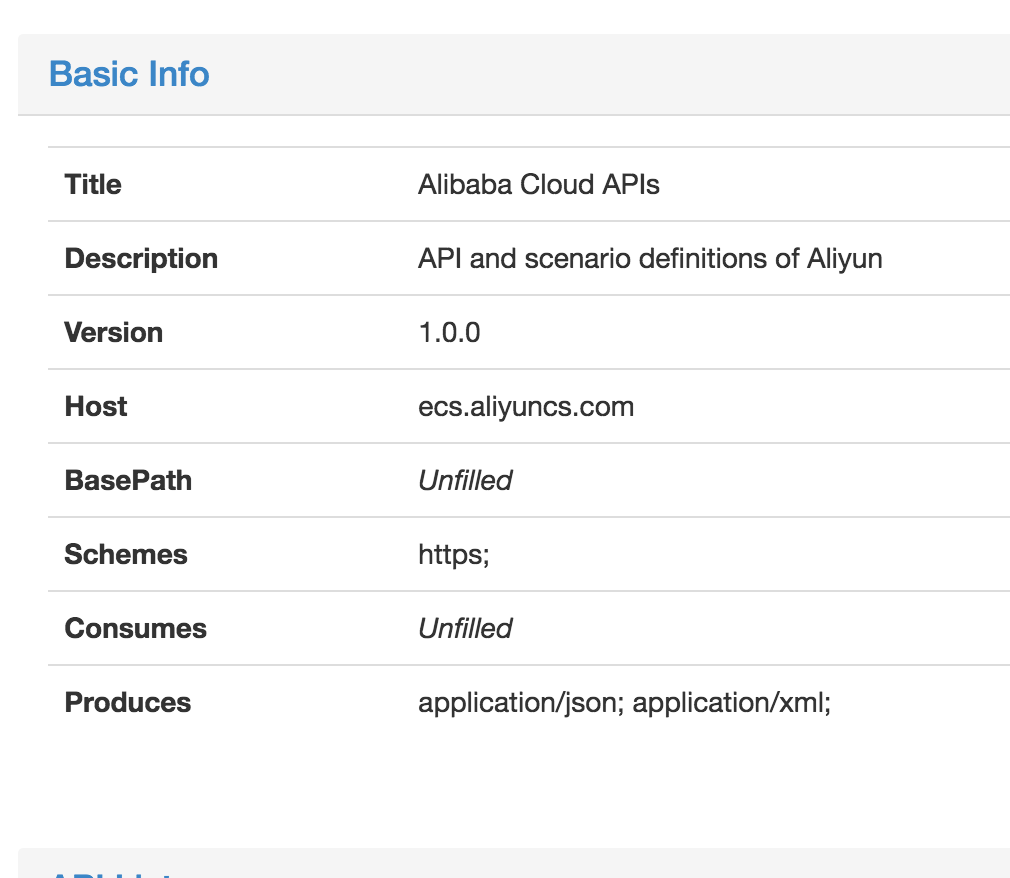 Basic Info
Title Alibaba Cloud APIs
Description API and scenario definitions of Aliyun
Version 1.0.0
Host ecs.aliyuncs.com
BasePath Unfilled
Schemes https;
Consumes Unfilled
Produces application/json; application/xml;